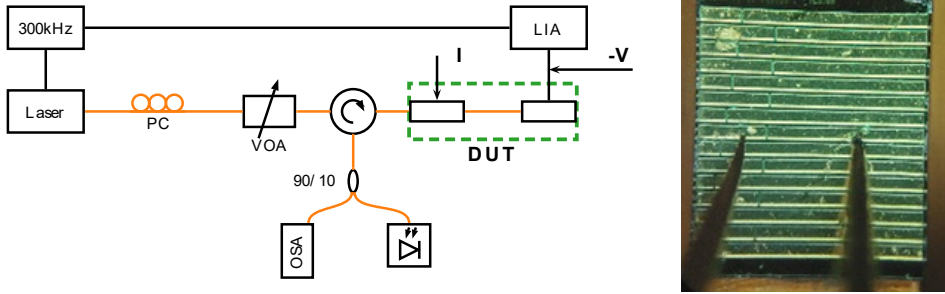 300kHz
LIA
I
-V
Laser
PC
VOA
DUT
90/ 10
OSA